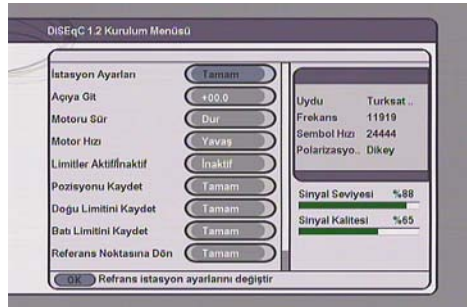 DiSEqC 1.2 Kurulum Menüsü
İstasyon Ayarları Tamam
Açıya Git +00.0
Motoru Sür Dur
Motor Hızı Yavaş
Limitler Aktif/İnaktif İnaktif
Pozisyonu Kaydet Tamam
Doğu Limitini Kaydet Tamam
Batı Limitini Kaydet Tamam
Referans Noktasına Dön Tamam
Uydu Turksat ..
Frekans 11919
Sembol Hızı 24444
Polarizasyo.. Dikey
Sinyal Seviyesi %88
Sinyal Kalitesi %65
OK Refrans istasyon ayarlarını değiştir